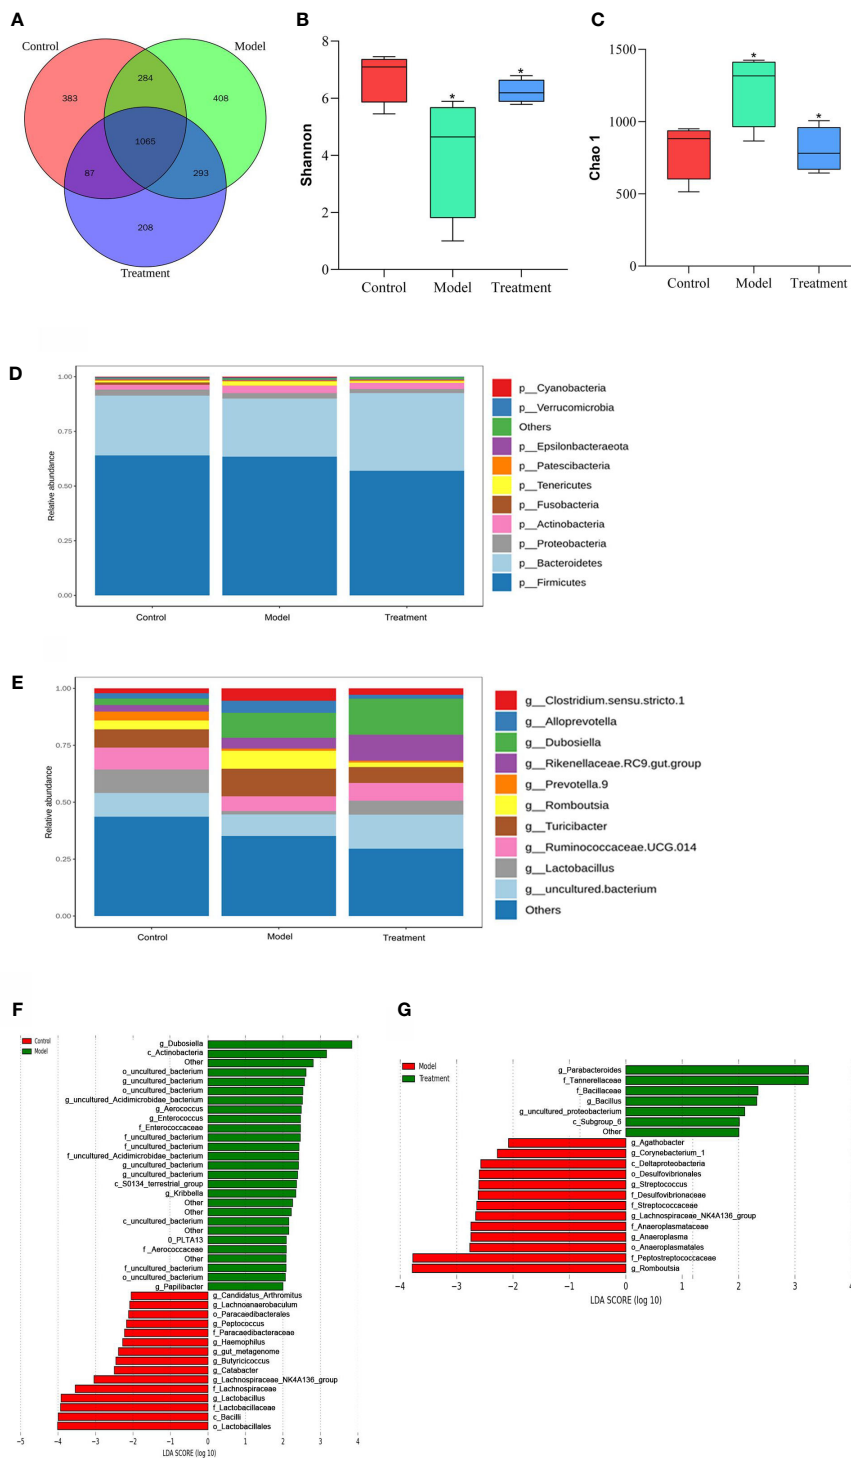 A
Control
Model
284
383
408
1065
87
293
208
Treatment
B
8
6
4
2
0
Shannon
*
*
Control
Model
Treatment
C
1500
1000
500
0
Chao 1
*
*
Control
Model
Treatment
D
1.00
0.75
0.50
0.25
0.00
Relative abundance
Control
Model
Treatment
p__Cyanobacteria
p__Verrucomicrobia
Others
p__Epsilonbacteraeota
p__Patescibacteria
p__Tenericutes
p__Fusobacteria
p__Actinobacteria
p__Proteobacteria
p__Bacteroidetes
p__Firmicutes
E
1.00
0.75
0.50
0.25
0.00
Relative abundance
Control
Model
Treatment
g__Clostridium.sensu.stricto.1
g__Alloprevotella
g__Dubosiella
g__Rikenellaceae.RC9.gut.group
g__Prevotella.9
g__Romboutsia
g__Turicibacter
g__Ruminococcaceae.UCG.014
g__Lactobacillus
g__uncultured.bacterium
Others
F
Control
Model
g_Dubosiella
c_Actinobacteria
Other
o_uncultured_bacterium
g_uncultured_bacterium
o_uncultured_bacterium
g_uncultured_Acidimicrobidae_bacterium
g_Aerococcus
g_Enterococcus
f_Enterococcaceae
f_uncultured_bacterium
f_uncultured_bacterium
f_uncultured_Acidimicrobidae_bacterium
g_uncultured_bacterium
g_uncultured_bacterium
c_S0134_terrestrial_group
g_Kribbella
Other
Other
c_uncultured_bacterium
Other
0_PLTA13
f_Aerococcaceae
Other
f_uncultured_bacterium
o_uncultured_bacterium
g_Papilibacter
g_Candidatus_Arthromitus
g_Lachnoanaerobaculum
o_Paracaedibacterales
g_Peptococcus
f_Paracaedibacteraceae
g_Haemophilus
g_gut_metagenome
g_Butyricicoccus
g_Catabacter
g_Lachnospiraceae_NK4A136_group
f_Lachnospiraceae
g_Lactobacillus
f_Lactobacillaceae
c_Bacilli
o_Lactobacillales
−5 −4 −3 −2 −1 0 1 2 3 4
LDA SCORE (log 10)
G
Model
Treatment
g_Parabacteroides
f_Tannerellaceae
f_Bacillaceae
g_Bacillus
g_uncultured_proteobacterium
c_Subgroup_6
Other
g_Agathobacter
g_Corynebacterium_1
c_Deltaproteobacteria
o_Desulfovibrionales
g_Streptococcus
f_Desulfovibrionaceae
f_Streptococcaceae
g_Lachnospiraceae_NK4A136_group
f_Anaeroplasmataceae
g_Anaeroplasma
o_Anaeroplasmatales
f_Peptostreptococcaceae
g_Romboutsia
−4 −3 −2 −1 0 1 2 3
LDA SCORE (log 10)